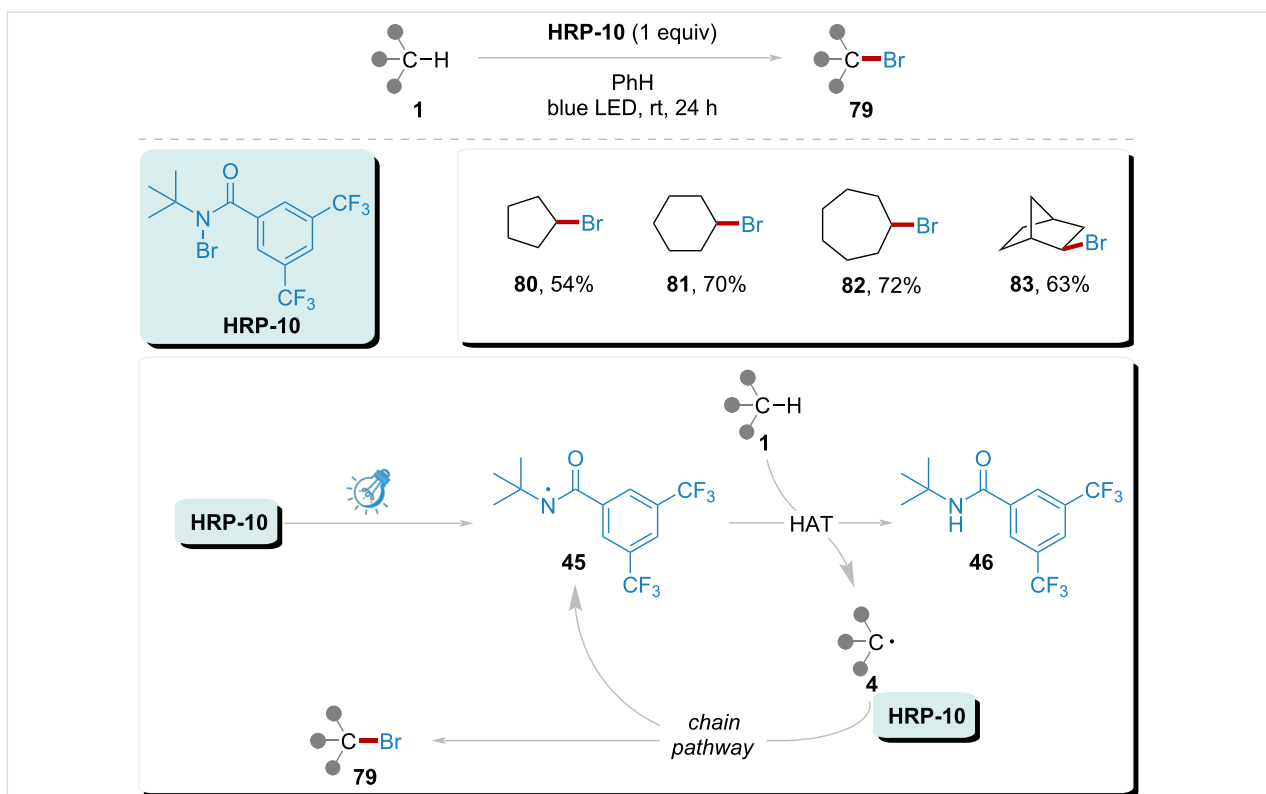 HRP-10 (1 equiv)
C–H
C–Br
PhH
blue LED, rt, 24 h
1
79
O
N
Br
CF3
CF3
HRP-10
Br
Br
Br
Br
80, 54%
81, 70%
82, 72%
83, 63%
C–H
1
O
N·
CF3
CF3
45
HRP-10
HAT
O
N
H
CF3
CF3
46
C·
4
HRP-10
chain
pathway
C–Br
79